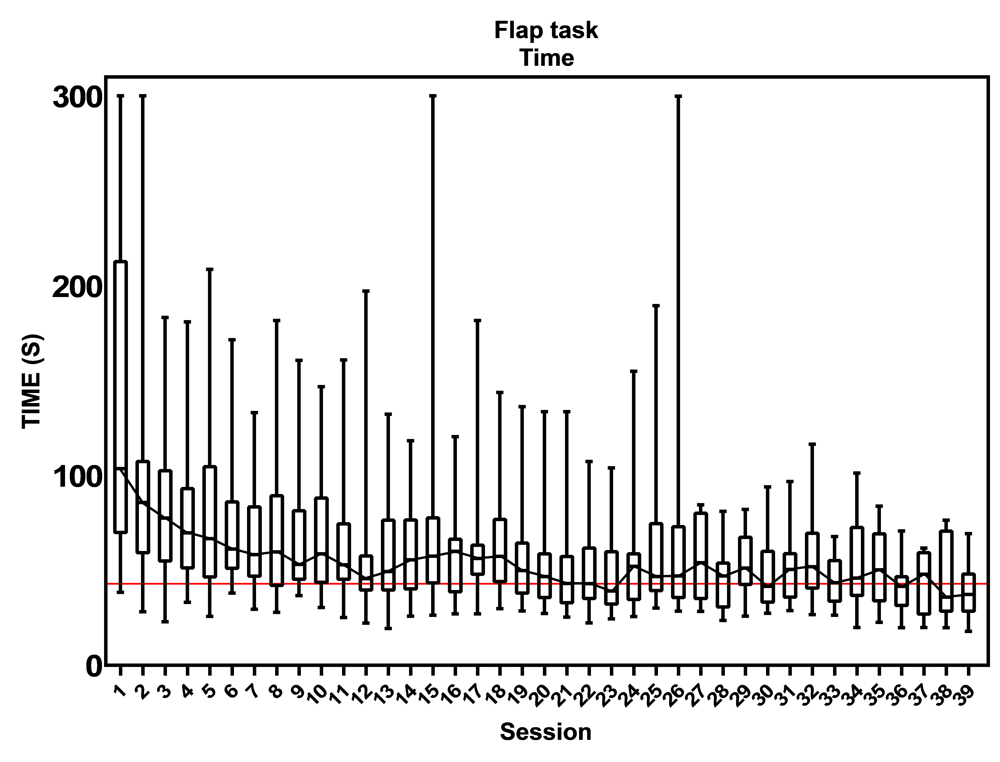 Flap task
Time
300
200
100
0
TIME (S)
1 2 3 4 5 6 7 8 9 10 11 12 13 14 15 16 17 18 19 20 21 22 23 24 25 26 27 28 29 30 31 32 33 34 35 36 37 38 39
Session